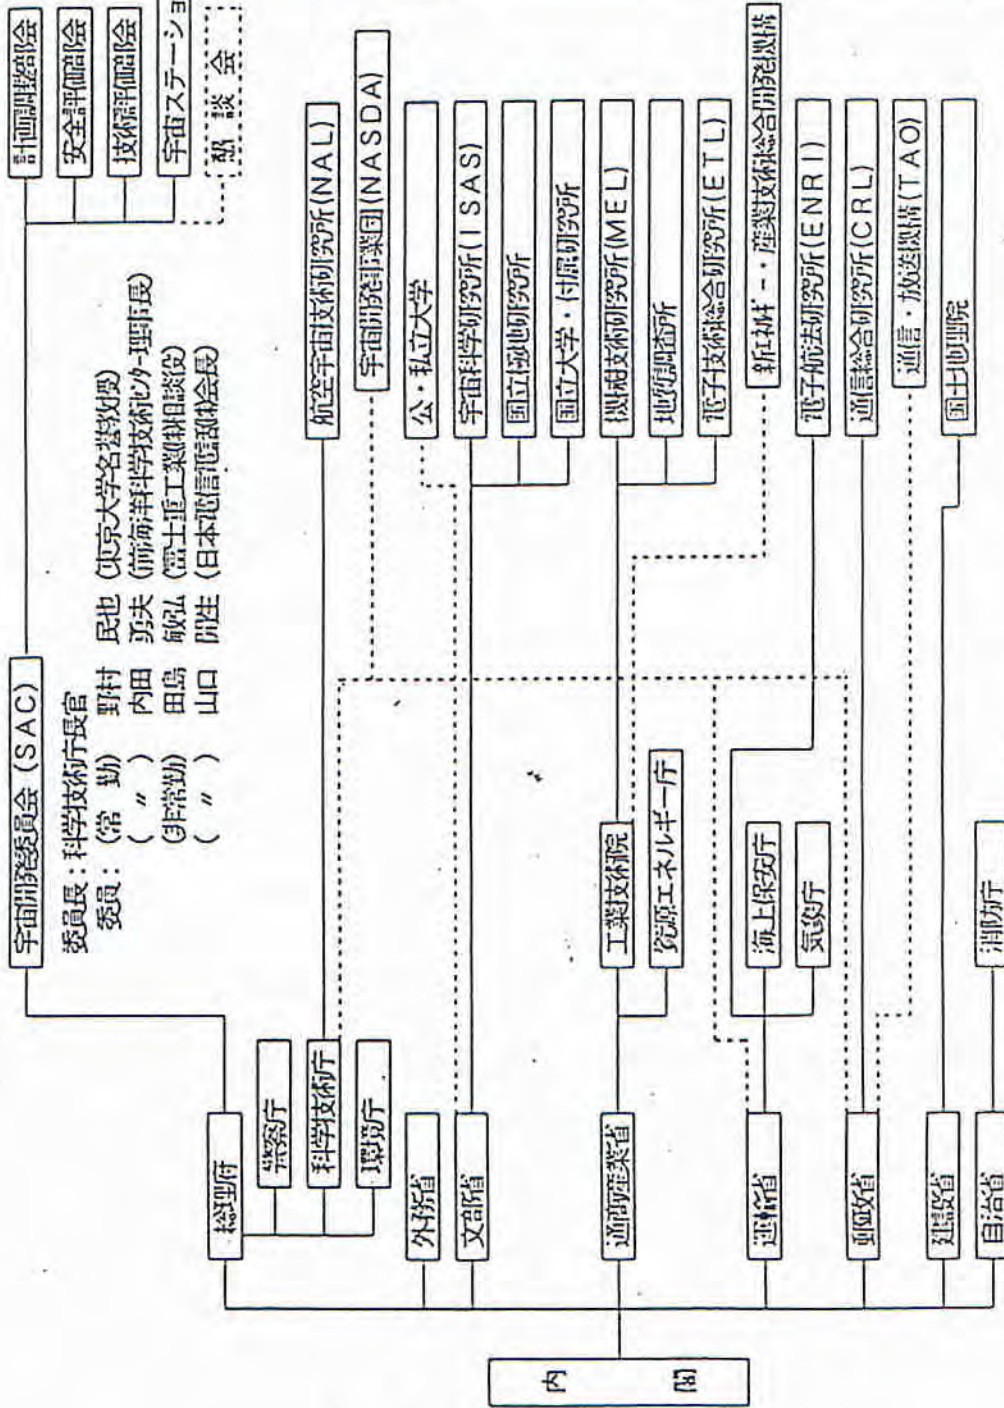 内閣
総理府
警察庁
科学技術庁
環境庁
外務省
文部省
通商産業省
運輸省
郵政省
建設省
自治省
宇宙開発委員会(SAC)
委員長:科学技術庁長官
委員:(常 勤) 野村 民也 (東京大学名誉教授)
( 〃 ) 内田 勇夫 (前海洋科学技術センター理事長)
(非常勤) 田島 敏弘 (富士重工業㈱相談役)
( 〃 ) 山口 開生 (日本電信電話㈱会長)
工業技術院
資源エネルギー庁
海上保安庁
気象庁
消防庁
計画調整部会
安全評価部会
技術評価部会
宇宙ステーショ
懇談会
航空宇宙技術研究所(NAL)
宇宙開発事業団(NASDA)
公・私立大学
宇宙科学研究所(ISAS)
国立極地研究所
国立大学・付属研究所
機械技術研究所(MEL)
地質調査所
電子技術総合研究所(ETL)
新エネルギー・産業技術総合開発機構
電子航法研究所(ENRI)
通信総合研究所(CRL)
通信・放送機構(TAO)
国土地理院